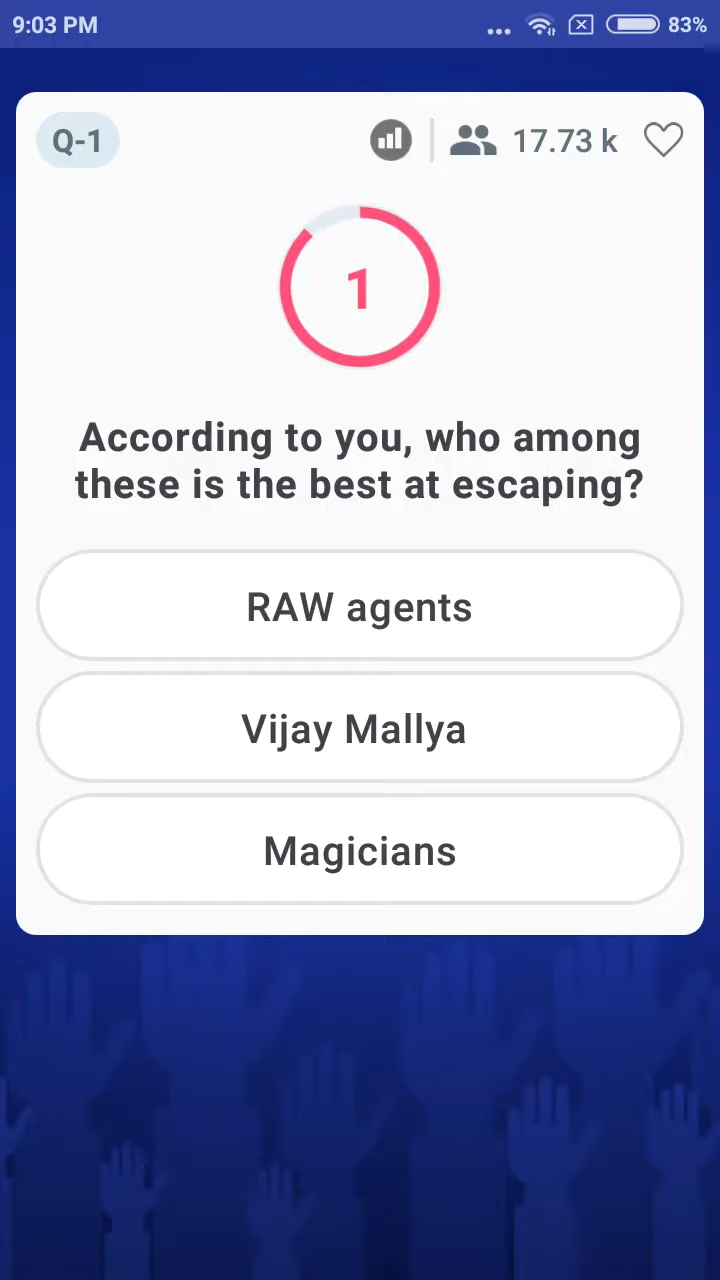 9:03 PM
83%
Q-1
17.73 k
1
According to you, who among
these is the best at escaping?
RAW agents
Vijay Mallya
Magicians